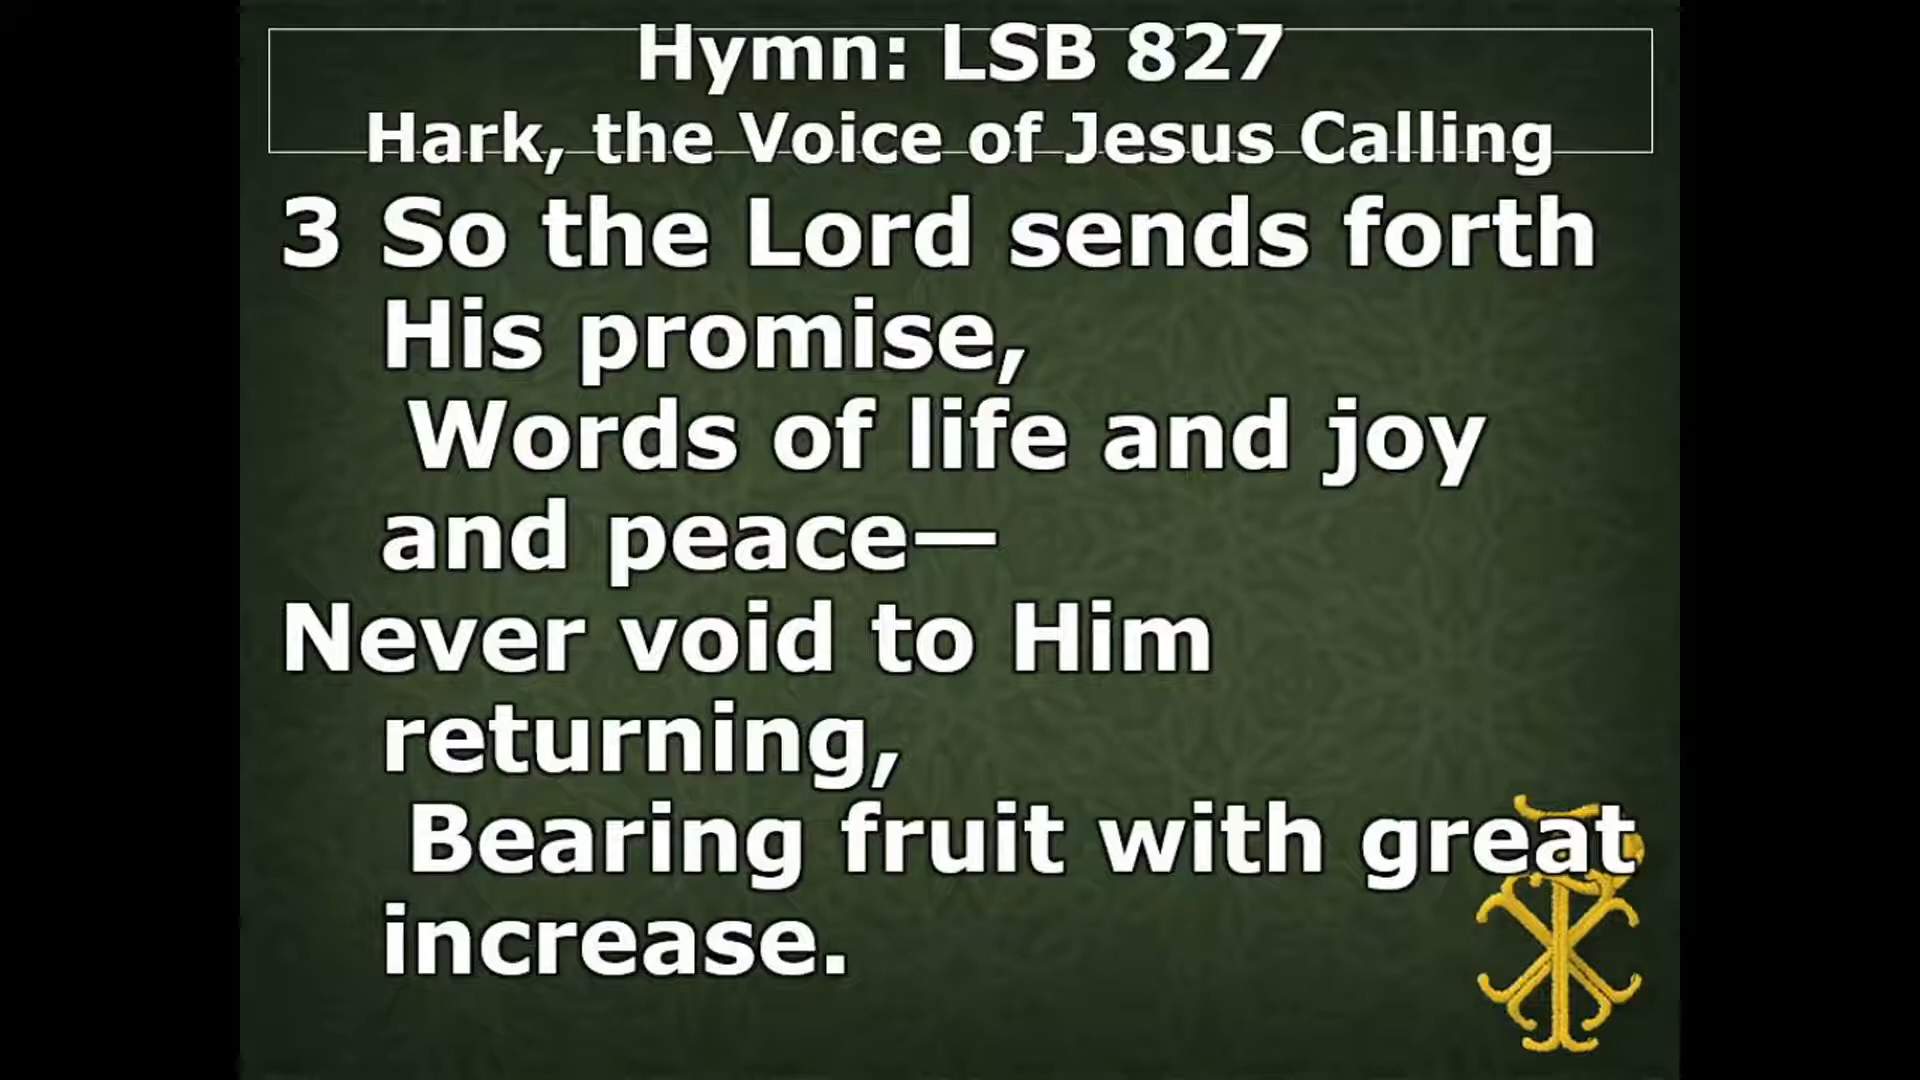 Hymn: LSB 827
Hark, the Voice of Jesus Calling
3 So the Lord sends forth
His promise,
Words of life and joy
and peace—
Never void to Him
returning,
Bearing fruit with great
increase.